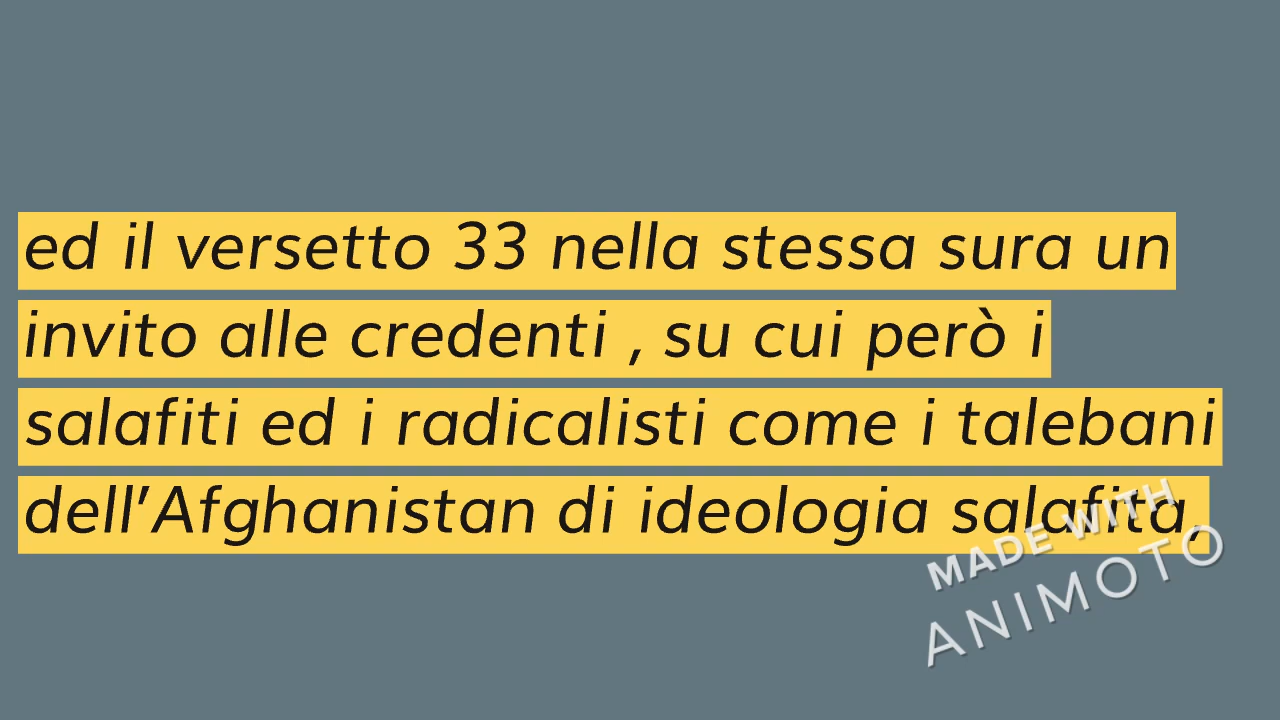 ed il versetto 33 nella stessa sura un
invito alle credenti , su cui però i
salafiti ed i radicalisti come i talebani
dell’Afghanistan di ideologia salafita,
MADE WITH
ANIMOTO